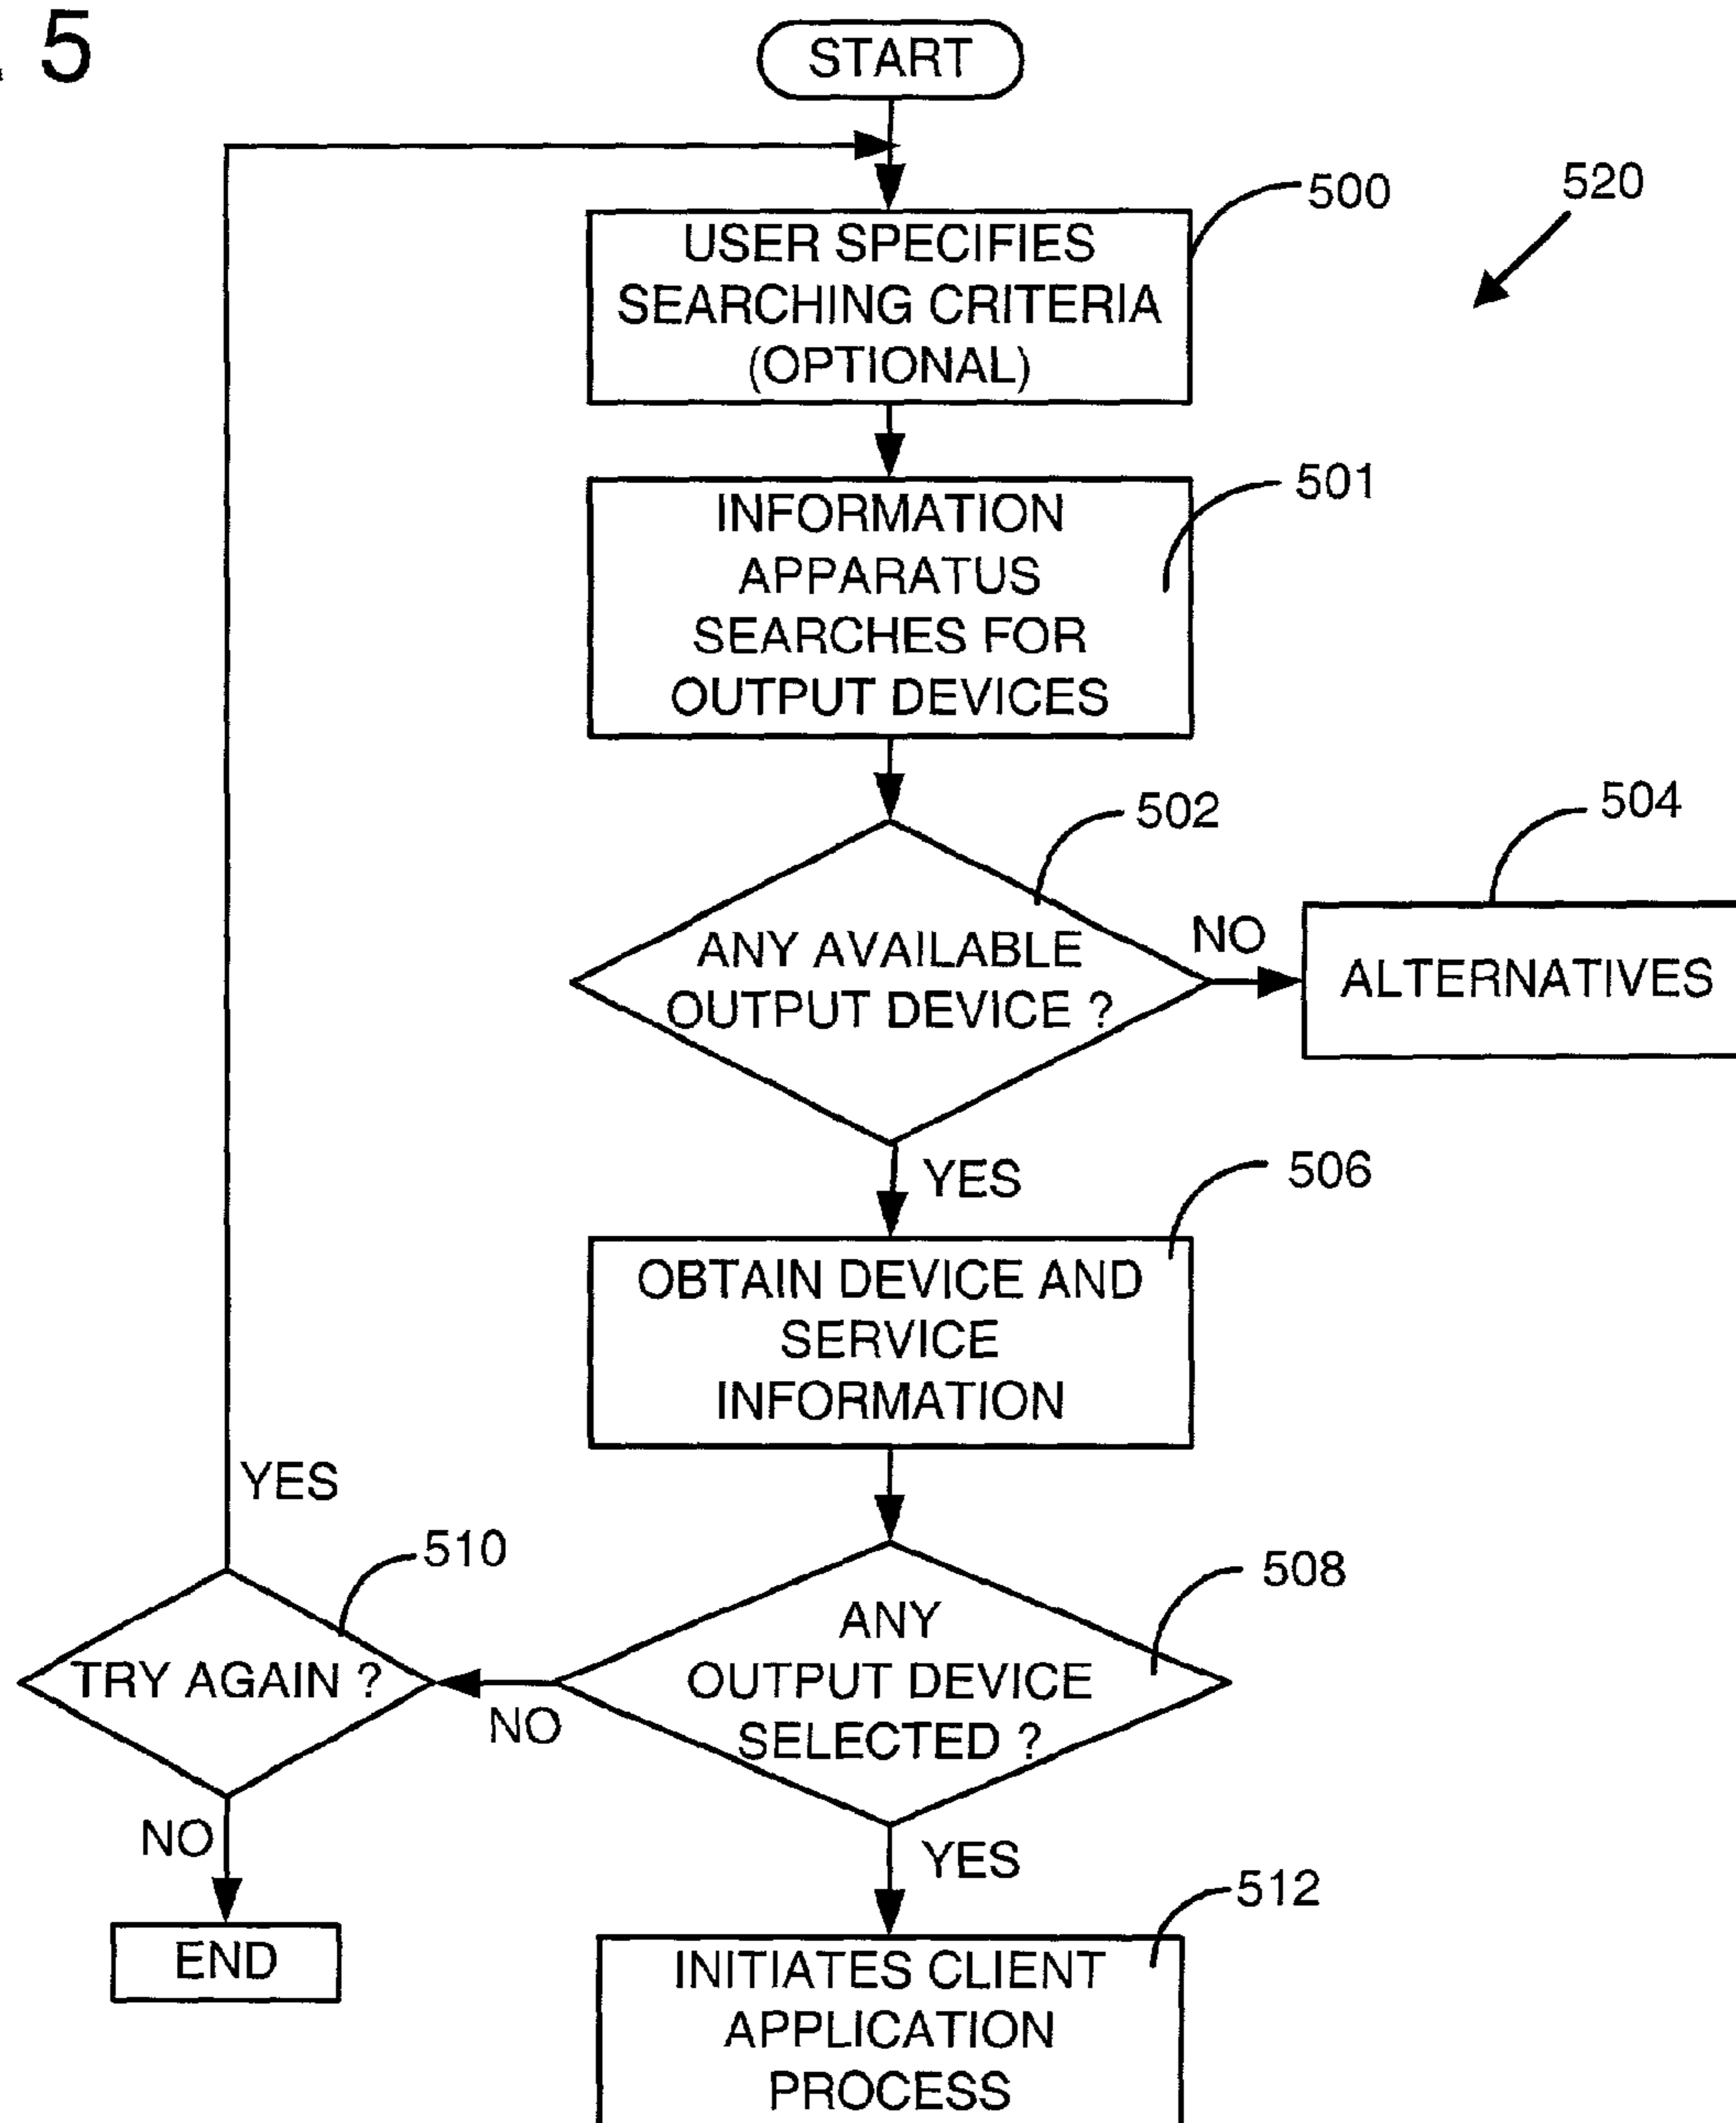 5
START
500
520
USER SPECIFIES
SEARCHING CRITERIA
(OPTIONAL)
501
INFORMATION
APPARATUS
SEARCHES FOR
OUTPUT DEVICES
502
504
ANY AVAILABLE
OUTPUT DEVICE ?
NO
ALTERNATIVES
YES
506
OBTAIN DEVICE AND
SERVICE
INFORMATION
YES
510
508
TRY AGAIN ?
NO
ANY
OUTPUT DEVICE
SELECTED ?
NO
YES
512
END
INITIATES CLIENT
APPLICATION
PROCESS